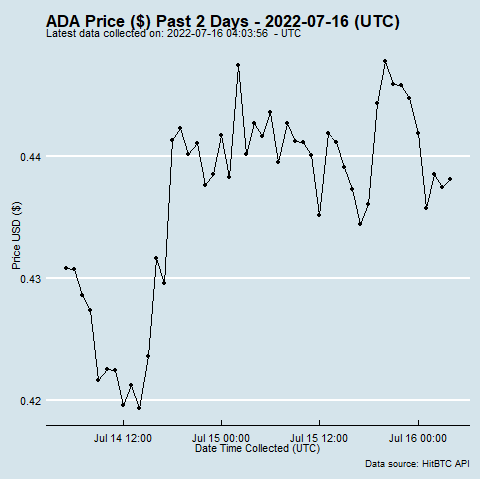 ADA Price ($) Past 2 Days - 2022-07-16 (UTC)
Latest data collected on: 2022-07-16 04:03:56 - UTC
Price USD ($)
0.44
0.43
0.42
Jul 14 12:00
Jul 15 00:00
Jul 15 12:00
Jul 16 00:00
Date Time Collected (UTC)
Data source: HitBTC API